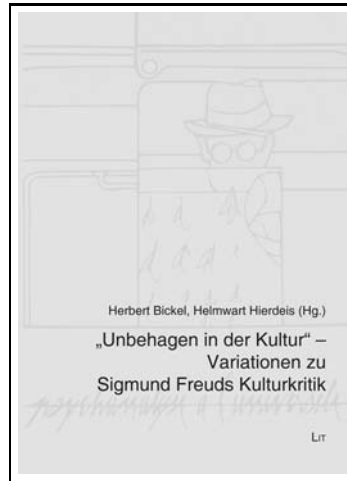 Herbert Bickel, Helmwart Hierdeis (Hg.)
„Unbehagen in der Kultur“ –
Variationen zu
Sigmund Freuds Kulturkritik
LIT